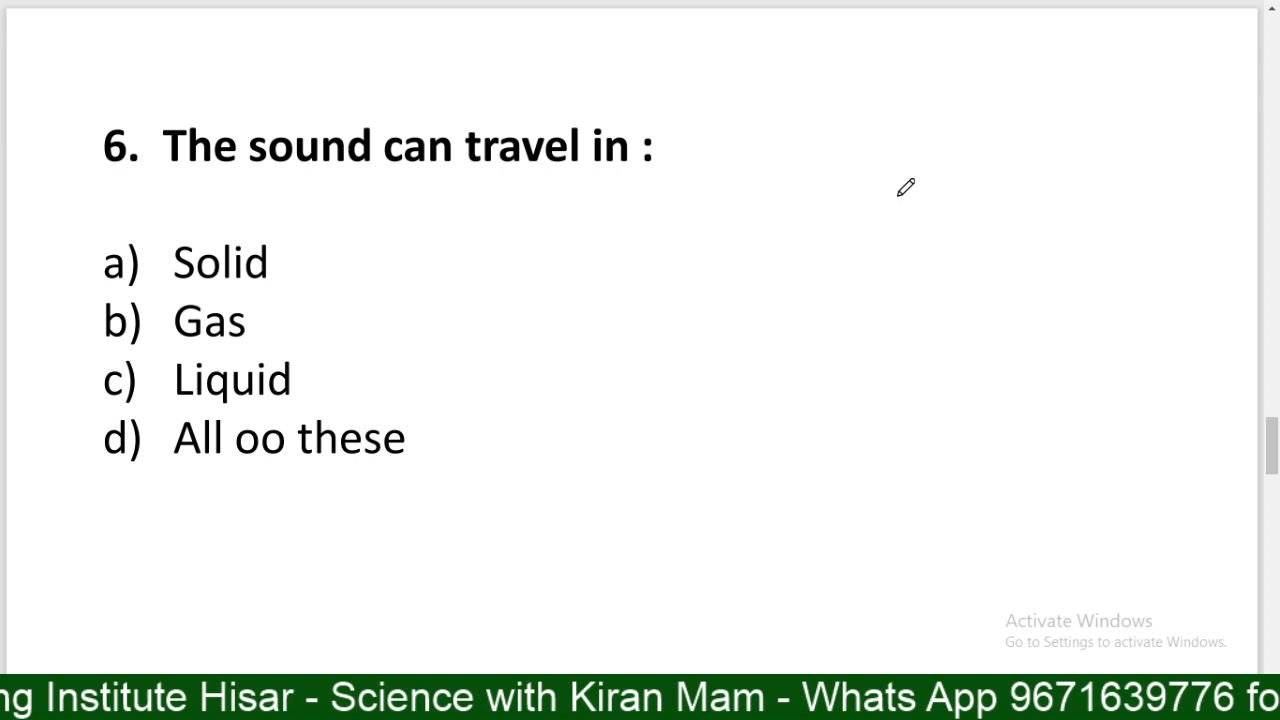 6. The sound can travel in :
a) Solid
b) Gas
c) Liquid
d) All oo these
Activate Windows
Go to Settings to activate Windows.
ng Institute Hisar - Science with Kiran Mam - Whats App 9671639776 fo